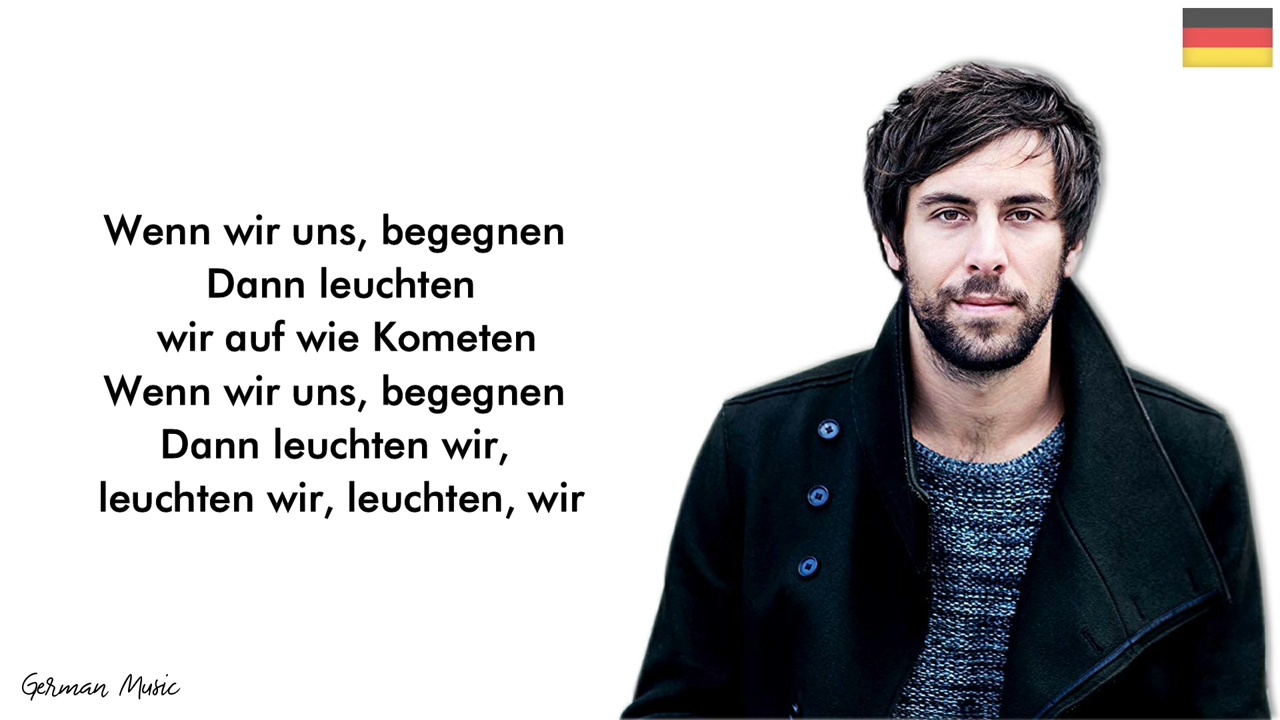 Wenn wir uns, begegnen
Dann leuchten
wir auf wie Kometen
Wenn wir uns, begegnen
Dann leuchten wir,
leuchten wir, leuchten, wir
German Music